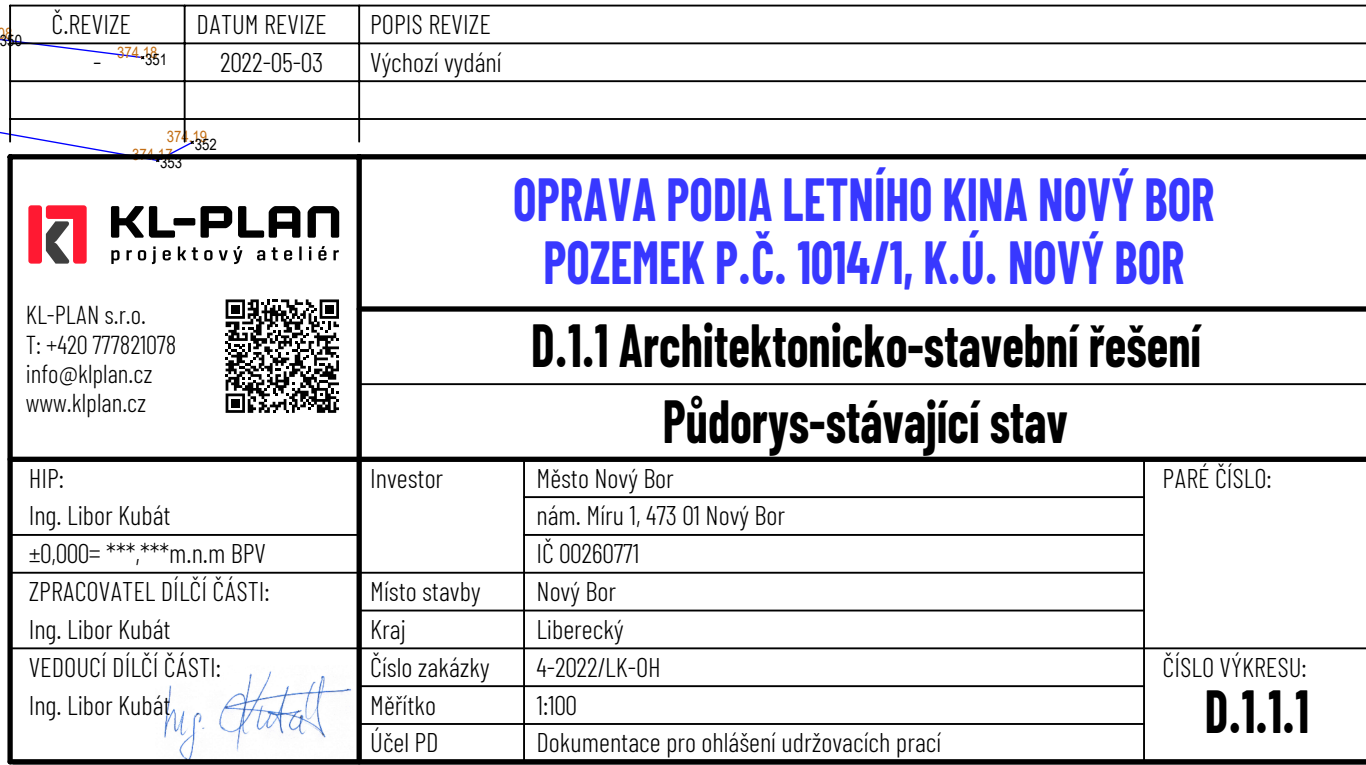 Č.REVIZE DATUM REVIZE POPIS REVIZE
350
374.18 351
- 2022-05-03 Výchozí vydání
374.19 352
374.17 353
KL-PLAN
projektový ateliér
KL-PLAN s.r.o.
T: +420 777821078
info@klplan.cz
www.klplan.cz
OPRAVA PODIA LETNÍHO KINA NOVÝ BOR
POZEMEK P.Č. 1014/1, K.Ú. NOVÝ BOR
D.1.1 Architektonicko-stavební řešení
Půdorys-stávající stav
HIP:
Ing. Libor Kubát
±0,000= ***,***m.n.m BPV
ZPRACOVATEL DÍLČÍ ČÁSTI:
Ing. Libor Kubát
VEDOUCÍ DÍLČÍ ČÁSTI:
Ing. Libor Kubát
Ing. Kubát
Investor Město Nový Bor
nám. Míru 1, 473 01 Nový Bor
IČ 00260771
Místo stavby Nový Bor
Kraj Liberecký
Číslo zakázky 4-2022/LK-OH
Měřítko 1:100
Účel PD Dokumentace pro ohlášení udržovacích prací
PARÉ ČÍSLO:
ČÍSLO VÝKRESU:
D.1.1.1